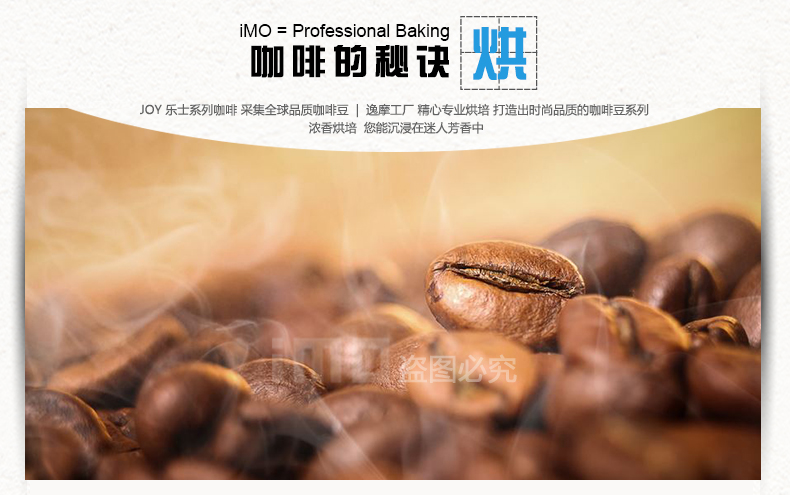 iMO = Professional Baking
咖啡的秘诀 烘
JOY 乐士系列咖啡 采集全球品质咖啡豆 | 逸摩工厂 精心专业烘培 打造出时尚品质的咖啡豆系列
浓香烘培 您能沉浸在迷人芳香中
iMO 盗图必究